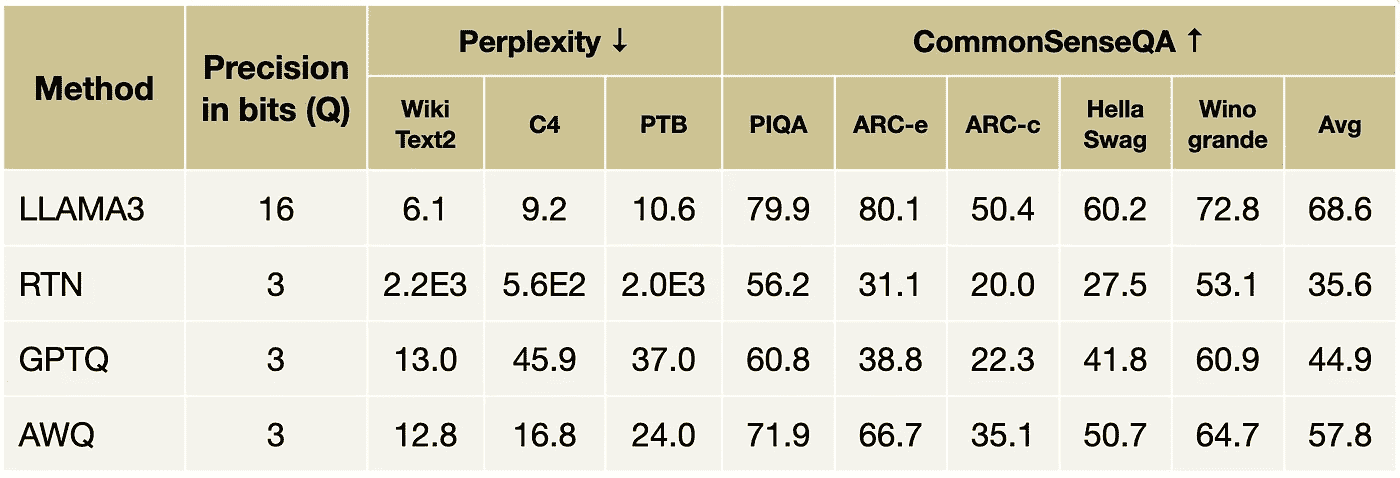 Method Precision in bits (Q) Perplexity ↓ CommonSenseQA ↑
Wiki Text2 C4 PTB PIQA ARC-e ARC-c Hella Swag Wino grande Avg
LLAMA3 16 6.1 9.2 10.6 79.9 80.1 50.4 60.2 72.8 68.6
RTN 3 2.2E3 5.6E2 2.0E3 56.2 31.1 20.0 27.5 53.1 35.6
GPTQ 3 13.0 45.9 37.0 60.8 38.8 22.3 41.8 60.9 44.9
AWQ 3 12.8 16.8 24.0 71.9 66.7 35.1 50.7 64.7 57.8